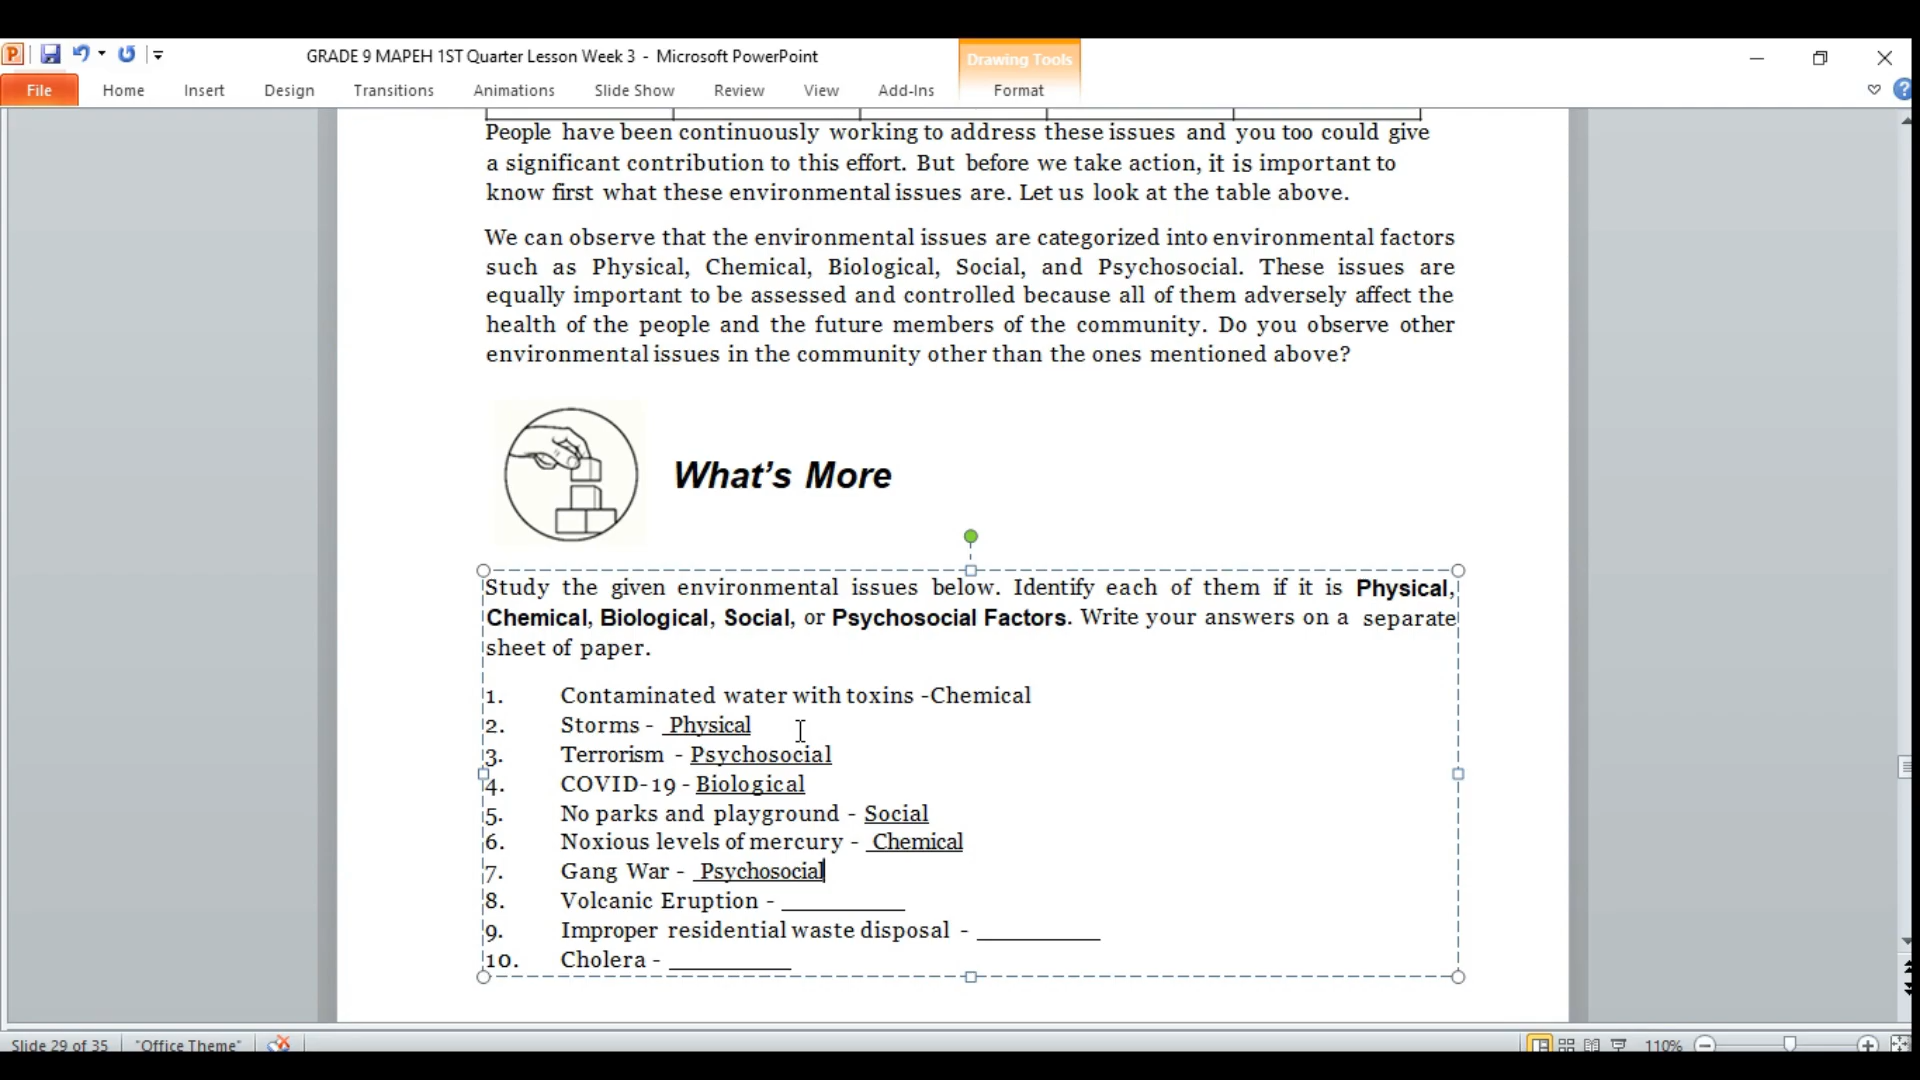 GRADE 9 MAPEH 1ST Quarter Lesson Week 3 - Microsoft PowerPoint
Drawing Tools
File Home Insert Design Transitions Animations Slide Show Review View Add-Ins Format
People have been continuously working to address these issues and you too could give
a significant contribution to this effort. But before we take action, it is important to
know first what these environmental issues are. Let us look at the table above.
We can observe that the environmental issues are categorized into environmental factors
such as Physical, Chemical, Biological, Social, and Psychosocial. These issues are
equally important to be assessed and controlled because all of them adversely affect the
health of the people and the future members of the community. Do you observe other
environmental issues in the community other than the ones mentioned above?
What's More
Study the given environmental issues below. Identify each of them if it is Physical,
Chemical, Biological, Social, or Psychosocial Factors. Write your answers on a separate
sheet of paper.
1. Contaminated water with toxins -Chemical
2. Storms - Physical
3. Terrorism - Psychosocial
4. COVID-19 - Biological
5. No parks and playground - Social
6. Noxious levels of mercury - Chemical
7. Gang War - Psychosocial
8. Volcanic Eruption - __________
9. Improper residential waste disposal - __________
10. Cholera - __________
Slide 29 of 35 "Office Theme" 110%